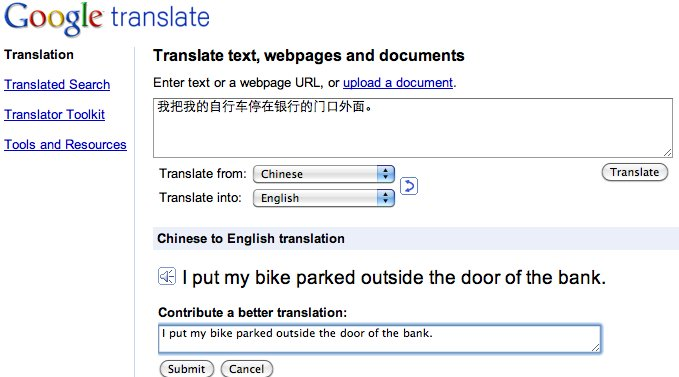 Google translate
Translation
Translated Search
Translator Toolkit
Tools and Resources
Translate text, webpages and documents
Enter text or a webpage URL, or upload a document.
我把我的自行车停在银行的门口外面。
Translate from: Chinese
Translate into: English
Translate
Chinese to English translation
I put my bike parked outside the door of the bank.
Contribute a better translation:
I put my bike parked outside the door of the bank.
Submit Cancel